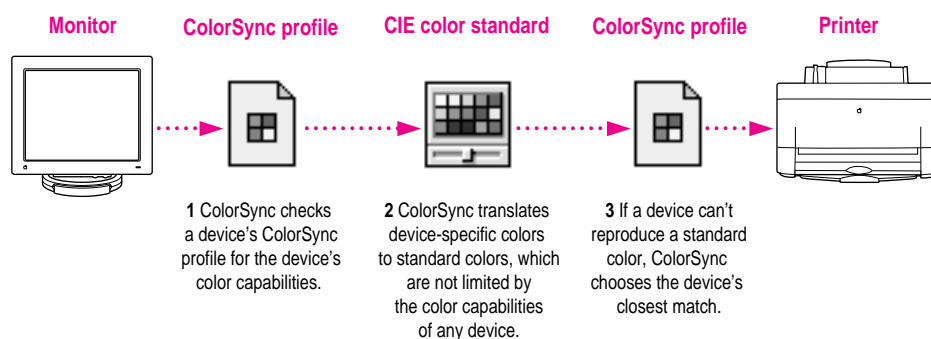 Monitor
ColorSync profile
CIE color standard
ColorSync profile
Printer
1 ColorSync checks
a device's ColorSync
profile for the device's
color capabilities.
2 ColorSync translates
device-specific colors
to standard colors, which
are not limited by
the color capabilities
of any device.
3 If a device can't
reproduce a standard
color, ColorSync
chooses the device's
closest match.